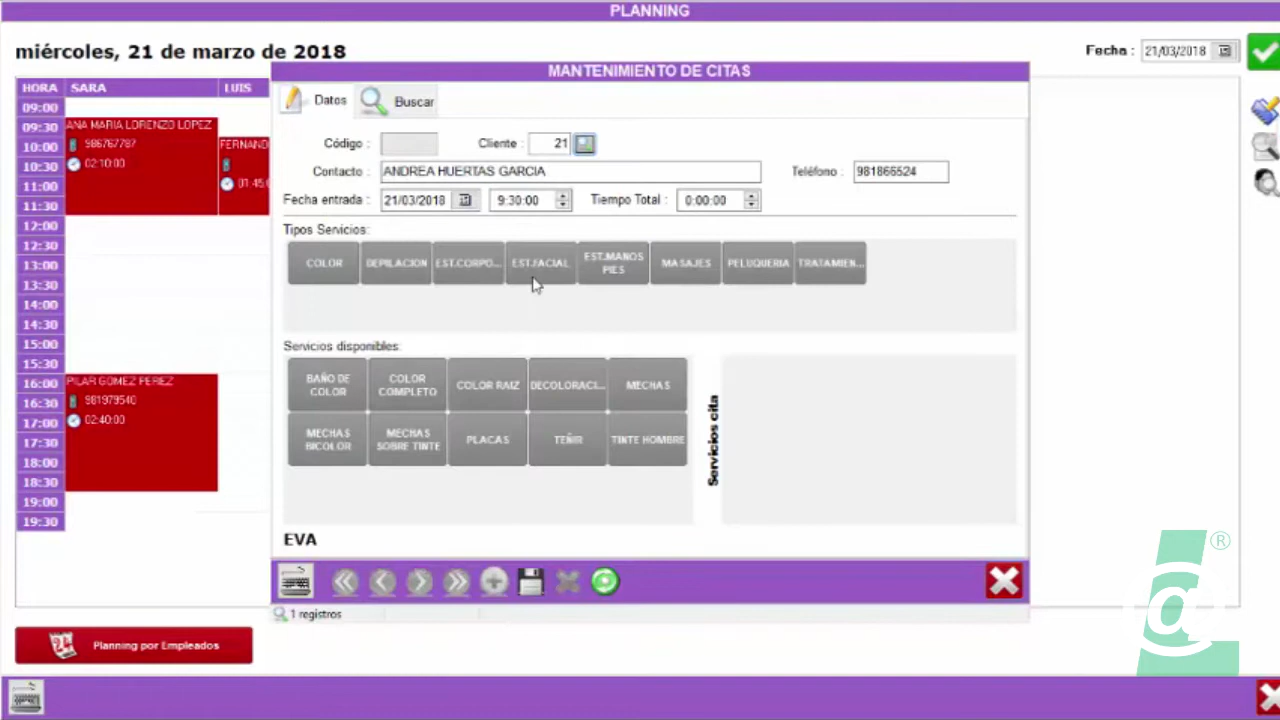 PLANNING
miércoles, 21 de marzo de 2018
Fecha : 21/03/2018
MANTENIMIENTO DE CITAS
HORA SARA LUIS
Datos Buscar
09:00
09:30
10:00
10:30
11:00
11:30
12:00
12:30
13:00
13:30
14:00
14:30
15:00
15:30
16:00
16:30
17:00
17:30
18:00
18:30
19:00
19:30
ANA MARIA LORENZO LOPEZ
986767787
02:10:00
FERNAND
01:45:0
PILAR GOMEZ PEREZ
981979540
02:40:00
Código :
Cliente : 21
Contacto : ANDREA HUERTAS GARCIA
Teléfono : 981866524
Fecha entrada : 21/03/2018 9:30:00
Tiempo Total : 0:00:00
Tipos Servicios:
COLOR
DEPILACION
EST.CORPO...
EST.FACIAL
EST.MANOS
PIES
MASAJES
PELUQUERIA
TRATAMIEN...
Servicios disponibles:
BAÑO DE
COLOR
COLOR
COMPLETO
COLOR RAIZ
DECOLORACI...
MECHAS
MECHAS
BICOLOR
MECHAS
SOBRE TINTE
PLACAS
TEÑIR
TINTE HOMBRE
Servicios cita
EVA
1 registros
24 Planning por Empleados
@ ®